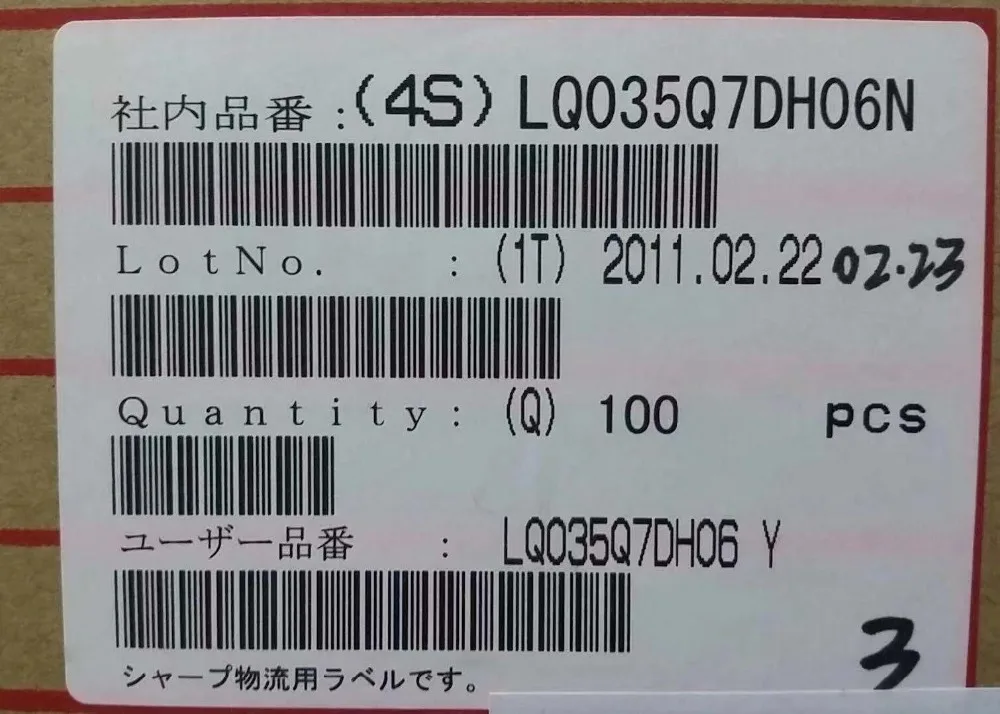 社内品番 :(4S) LQ035Q7DH06N
LotNo. : (1T) 2011.02.22 02.23
Quantity: (Q) 100 pcs
ユーザー品番 : LQ035Q7DH06 Y
3
シャープ物流用ラベルです。